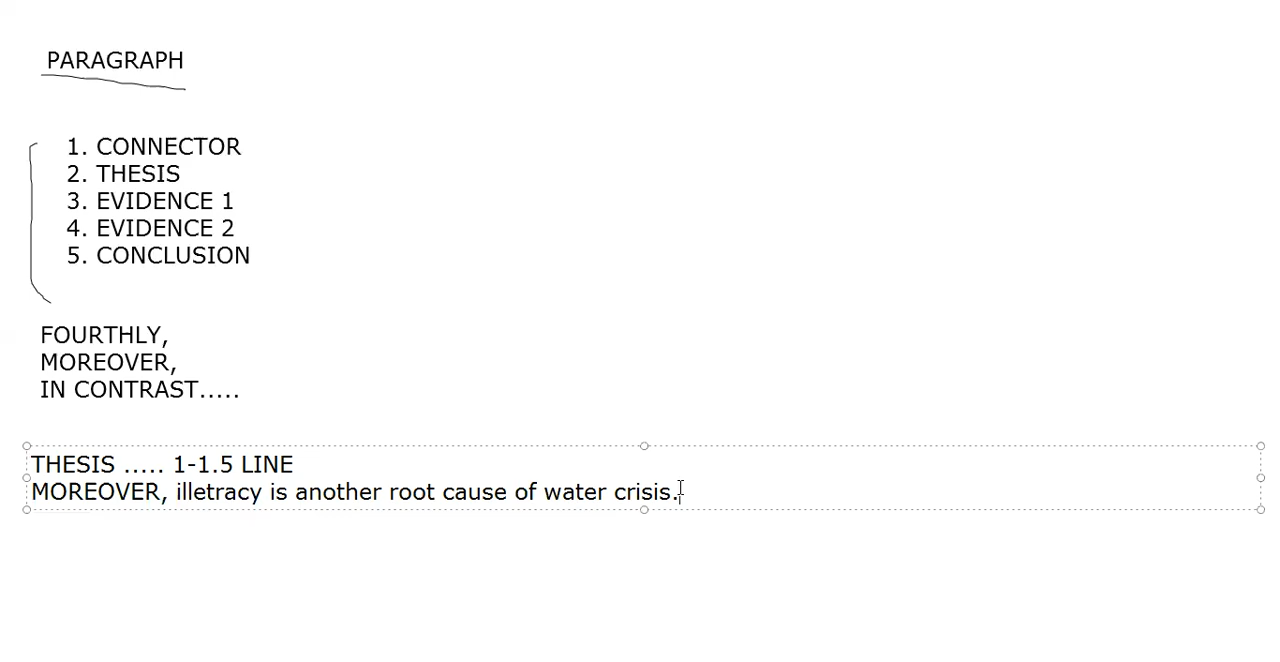 PARAGRAPH
1. CONNECTOR
2. THESIS
3. EVIDENCE 1
4. EVIDENCE 2
5. CONCLUSION
FOURTHLY,
MOREOVER,
IN CONTRAST.....
THESIS ..... 1-1.5 LINE
MOREOVER, illetracy is another root cause of water crisis.